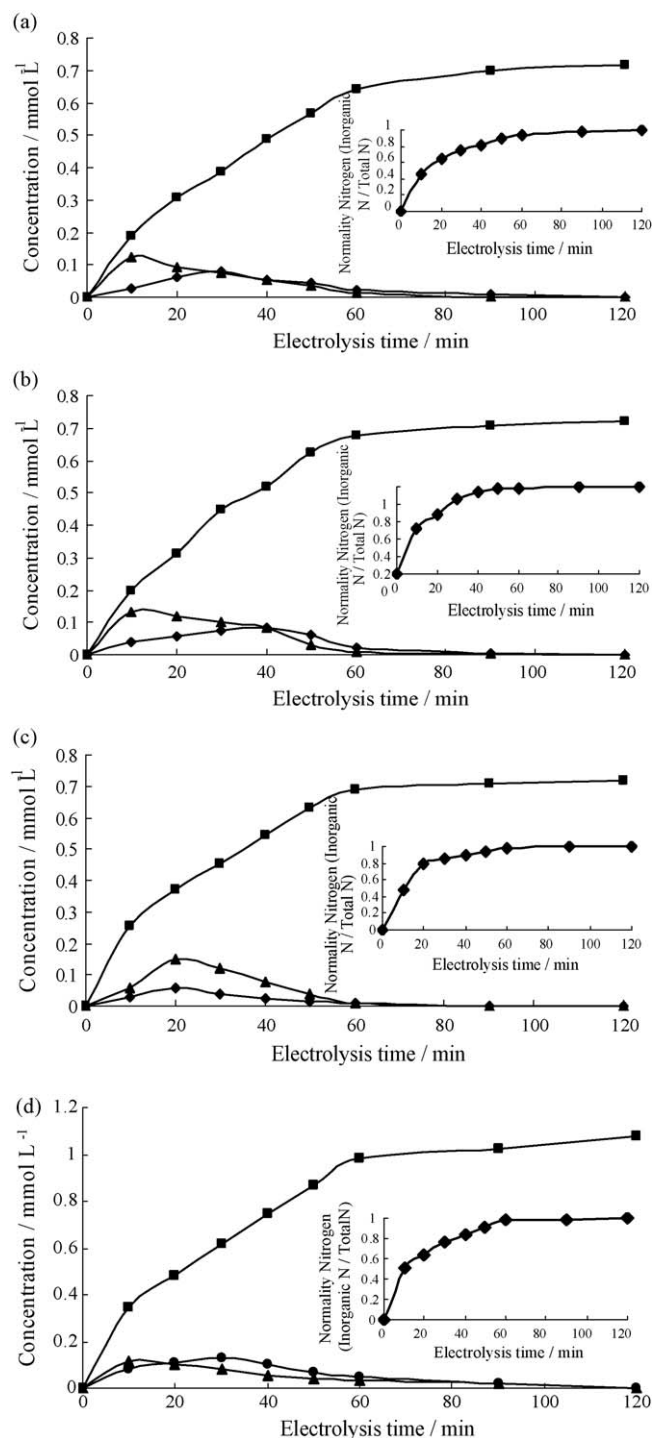 (a)
0.8
0.7
0.6
0.5
0.4
0.3
0.2
0.1
0
Concentration / mmol L-1
0 20 40 60 80 100 120
Electrolysis time / min
Normality Nitrogen (Inorganic
N / Total N)
1
0.8
0.6
0.4
0.2
0
0 20 40 60 80 100 120
Electrolysis time / min
(b)
0.8
0.7
0.6
0.5
0.4
0.3
0.2
0.1
0
Concentration / mmol L-1
0 20 40 60 80 100 120
Electrolysis time / min
Normality Nitrogen (Inorganic
N / Total N)
1
0.8
0.6
0.4
0.2
0 20 40 60 80 100 120
Electrolysis time / min
(c)
0.8
0.7
0.6
0.5
0.4
0.3
0.2
0.1
0
Concentration / mmol L-1
0 20 40 60 80 100 120
Electrolysis time / min
Normality Nitrogen (Inorganic
N / Total N)
1
0.8
0.6
0.4
0.2
0
0 20 40 60 80 100 120
Electrolysis time / min
(d)
1.2
1
0.8
0.6
0.4
0.2
0
Concentration / mmol L -1
0 20 40 60 80 100 120
Electrolysis time / min
Normality Nitrogen
(Inorganic N / TotalN)
1
0.8
0.6
0.4
0.2
0
0 20 40 60 80 100 120
Electrolysis time / min